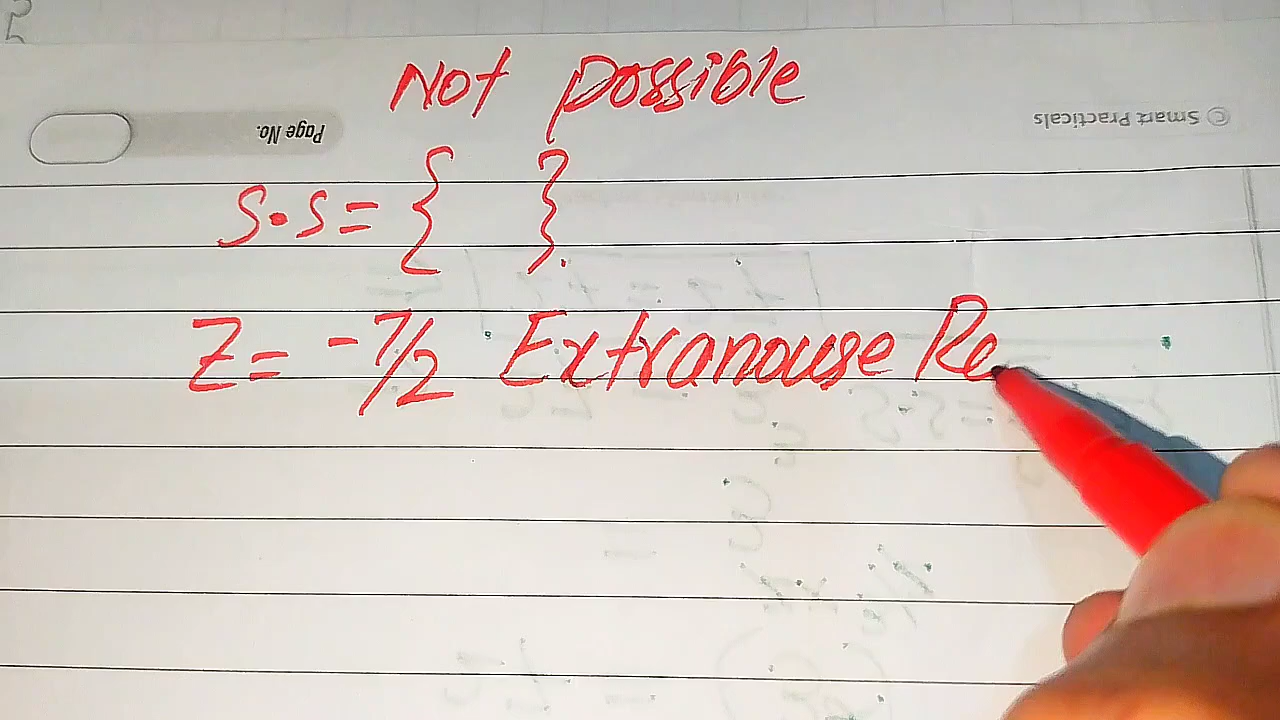 Not possible
© Smart Practicals
Page No.
S.S = { }.
Z = -7/2 Extranouse Re